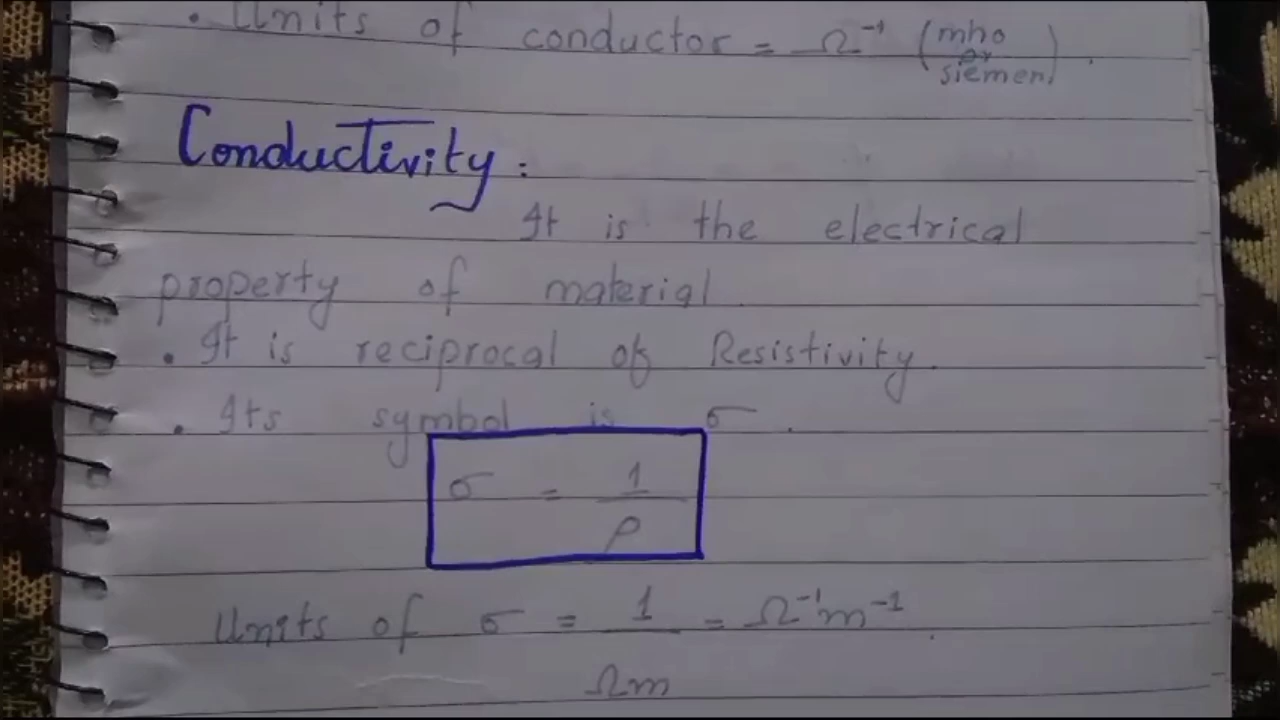 • Units of conductor = Ω⁻¹ (mho or siemen) .
Conductivity :
It is the electrical
property of material .
• It is reciprocal of Resistivity .
• Its symbol is σ .
σ = 1/ρ
Units of σ = 1/Ωm = Ω⁻¹m⁻¹ .